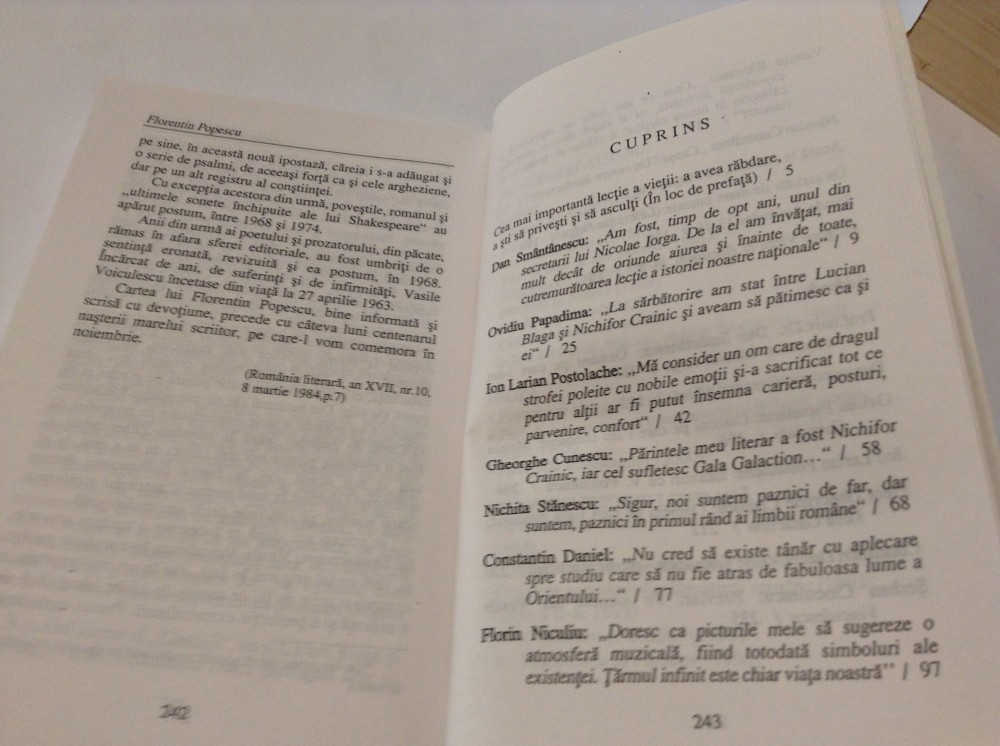 Florentin Popescu
pe sine, în această nouă ipostază, căreia i s-a adăugat şi
o serie de psalmi, de aceeaşi forţă ca şi cele argheziene,
dar pe un alt registru al conştiinţei.
Cu excepţia acestora din urmă, poveştile, romanul şi
„ultimele sonete închipuite ale lui Shakespeare“ au
apărut postum, între 1968 şi 1974.
Anii din urmă ai poetului şi prozatorului, din păcate,
rămas în afara sferei editoriale, au fost umbriţi de o
sentinţă eronată, revizuită şi ea postum, în 1968.
Încărcat de ani, de suferinţi şi de infirmităţi, Vasile
Voiculescu încetase din viaţă la 27 aprilie 1963.
Cartea lui Florentin Popescu, bine informată şi
scrisă cu devoţiune, precede cu câteva luni centenarul
naşterii marelui scriitor, pe care-l vom comemora în
noiembrie.
(România literară, an XVII, nr.10,
8 martie 1984,p.7)
242
CUPRINS
Cea mai importantă lecţie a vieţii: a avea răbdare,
a şti să priveşti şi să asculţi (În loc de prefaţă) / 5
Dan Smântânescu: „Am fost, timp de opt ani, unul din
secretarii lui Nicolae Iorga. De la el am învăţat, mai
mult decât de oriunde aiurea şi înainte de toate,
cutremurătoarea lecţie a istoriei noastre naţionale“ / 9
Ovidiu Papadima: „La sărbătorire am stat între Lucian
Blaga şi Nichifor Crainic şi aveam să pătimesc ca şi
ei“ / 25
Ion Larian Postolache: „Mă consider un om care de dragul
strofei poleite cu nobile emoţii şi-a sacrificat tot ce
pentru alţii ar fi putut însemna carieră, posturi,
parvenire, confort“ / 42
Gheorghe Cunescu: „Părintele meu literar a fost Nichifor
Crainic, iar cel sufletesc Gala Galaction...“ / 58
Nichita Stănescu: „Sigur, noi suntem paznici de far, dar
suntem, paznici în primul rând ai limbii române“ / 68
Constantin Daniel: „Nu cred să existe tânăr cu aplecare
spre studiu care să nu fie atras de fabuloasa lume a
Orientului...“ / 77
Florin Niculiu: „Doresc ca picturile mele să sugereze o
atmosferă muzicală, fiind totodată simboluri ale
existenţei. Ţărmul infinit este chiar viaţa noastră” / 97
243